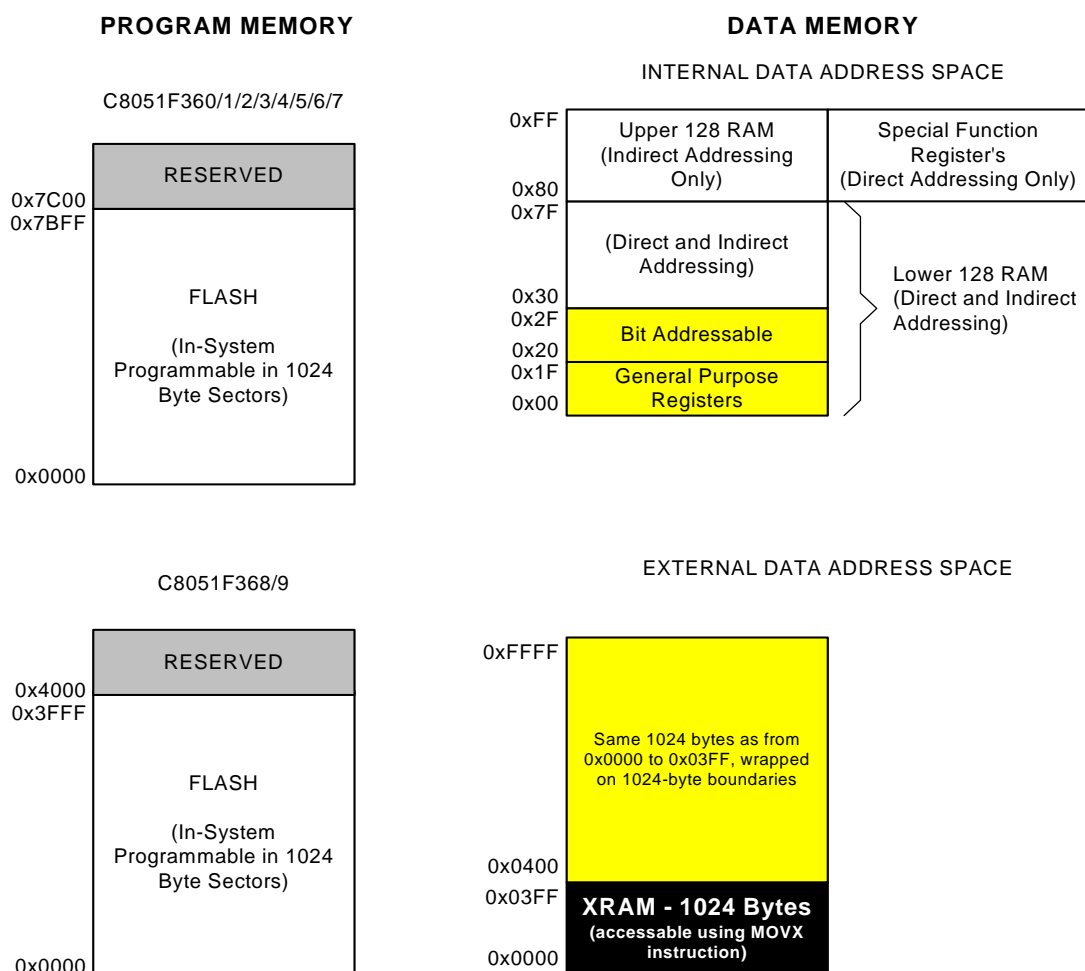 PROGRAM MEMORY
C8051F360/1/2/3/4/5/6/7
RESERVED
0x7C00
0x7BFF
FLASH
(In-System
Programmable in 1024
Byte Sectors)
0x0000
C8051F368/9
RESERVED
0x4000
0x3FFF
FLASH
(In-System
Programmable in 1024
Byte Sectors)
0x0000
DATA MEMORY
INTERNAL DATA ADDRESS SPACE
0xFF
Upper 128 RAM
(Indirect Addressing
Only)
Special Function
Register's
(Direct Addressing Only)
0x80
0x7F
(Direct and Indirect
Addressing)
Lower 128 RAM
(Direct and Indirect
Addressing)
0x30
0x2F
Bit Addressable
0x20
0x1F
General Purpose
Registers
0x00
EXTERNAL DATA ADDRESS SPACE
0xFFFF
Same 1024 bytes as from
0x0000 to 0x03FF, wrapped
on 1024-byte boundaries
0x0400
0x03FF
XRAM - 1024 Bytes
(accessable using MOVX
instruction)
0x0000